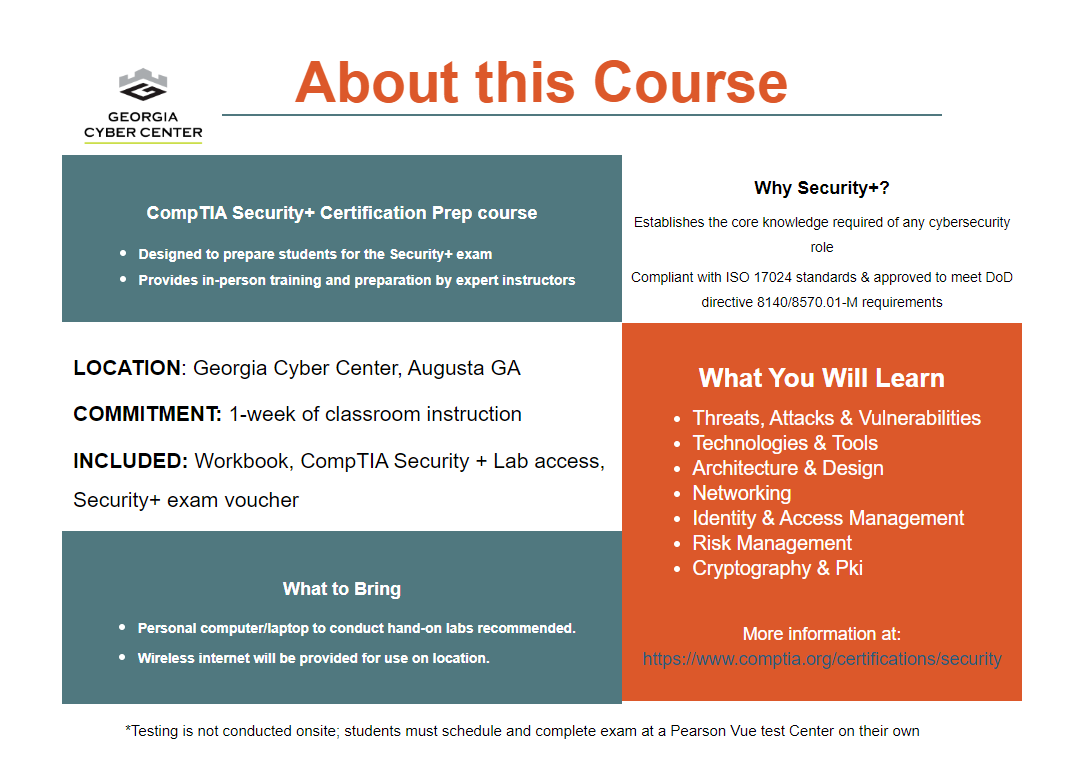 About this Course
GEORGIA
CYBER CENTER
CompTIA Security+ Certification Prep course
Designed to prepare students for the Security+ exam
Provides in-person training and preparation by expert instructors
Why Security+?
Establishes the core knowledge required of any cybersecurity
role
Compliant with ISO 17024 standards & approved to meet DoD
directive 8140/8570.01-M requirements
LOCATION: Georgia Cyber Center, Augusta GA
COMMITMENT: 1-week of classroom instruction
INCLUDED: Workbook, CompTIA Security + Lab access,
Security+ exam voucher
What You Will Learn
Threats, Attacks & Vulnerabilities
Technologies & Tools
Architecture & Design
Networking
Identity & Access Management
Risk Management
Cryptography & Pki
More information at:
https://www.comptia.org/certifications/security
What to Bring
Personal computer/laptop to conduct hand-on labs recommended.
Wireless internet will be provided for use on location.
*Testing is not conducted onsite; students must schedule and complete exam at a Pearson Vue test Center on their own